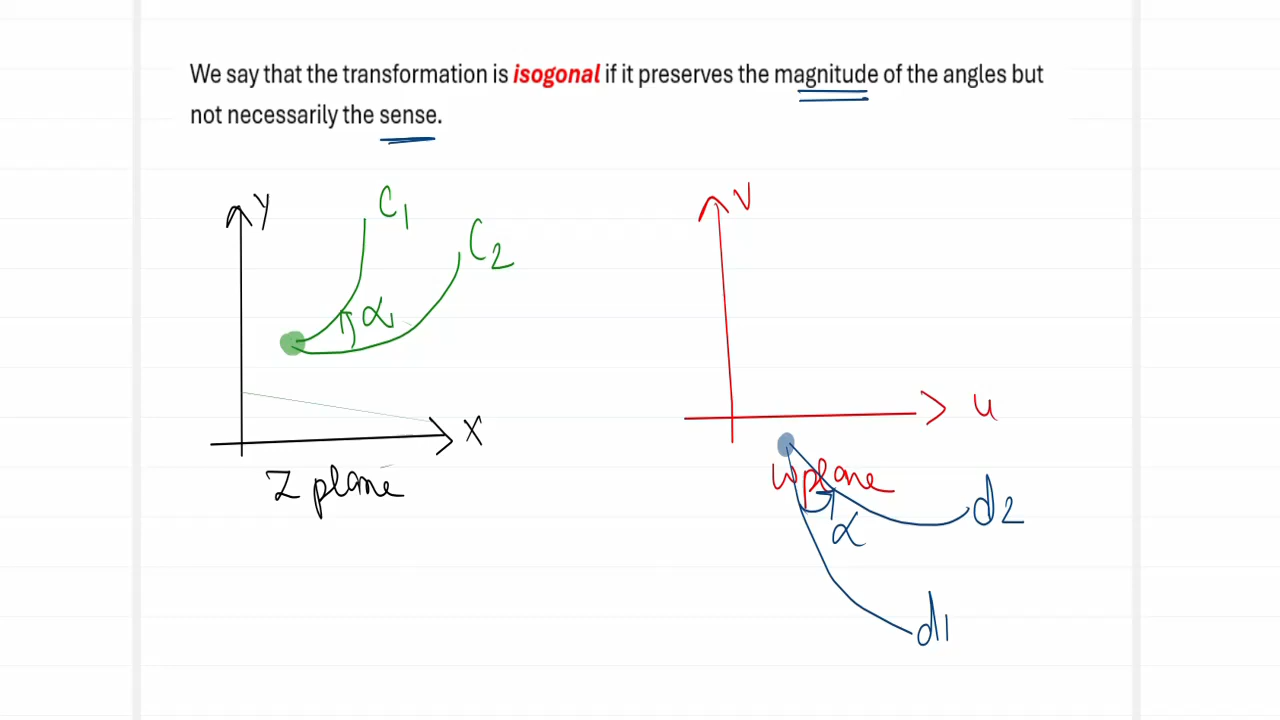 We say that the transformation is isogonal if it preserves the magnitude of the angles but
not necessarily the sense.
y
C1
C2
α
x
Z plane
v
u
w plane
α
d2
d1